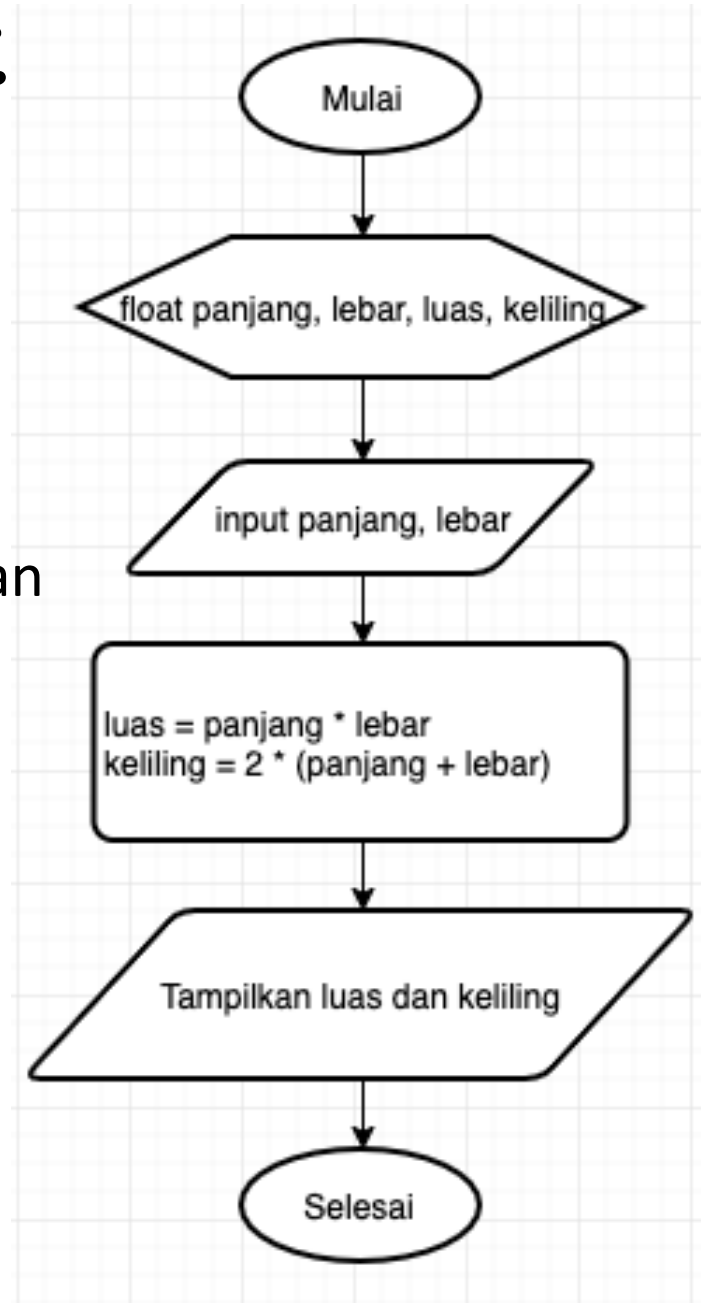 Mulai
float panjang, lebar, luas, keliling
input panjang, lebar
an
luas = panjang * lebar
keliling = 2 * (panjang + lebar)
Tampilkan luas dan keliling
Selesai